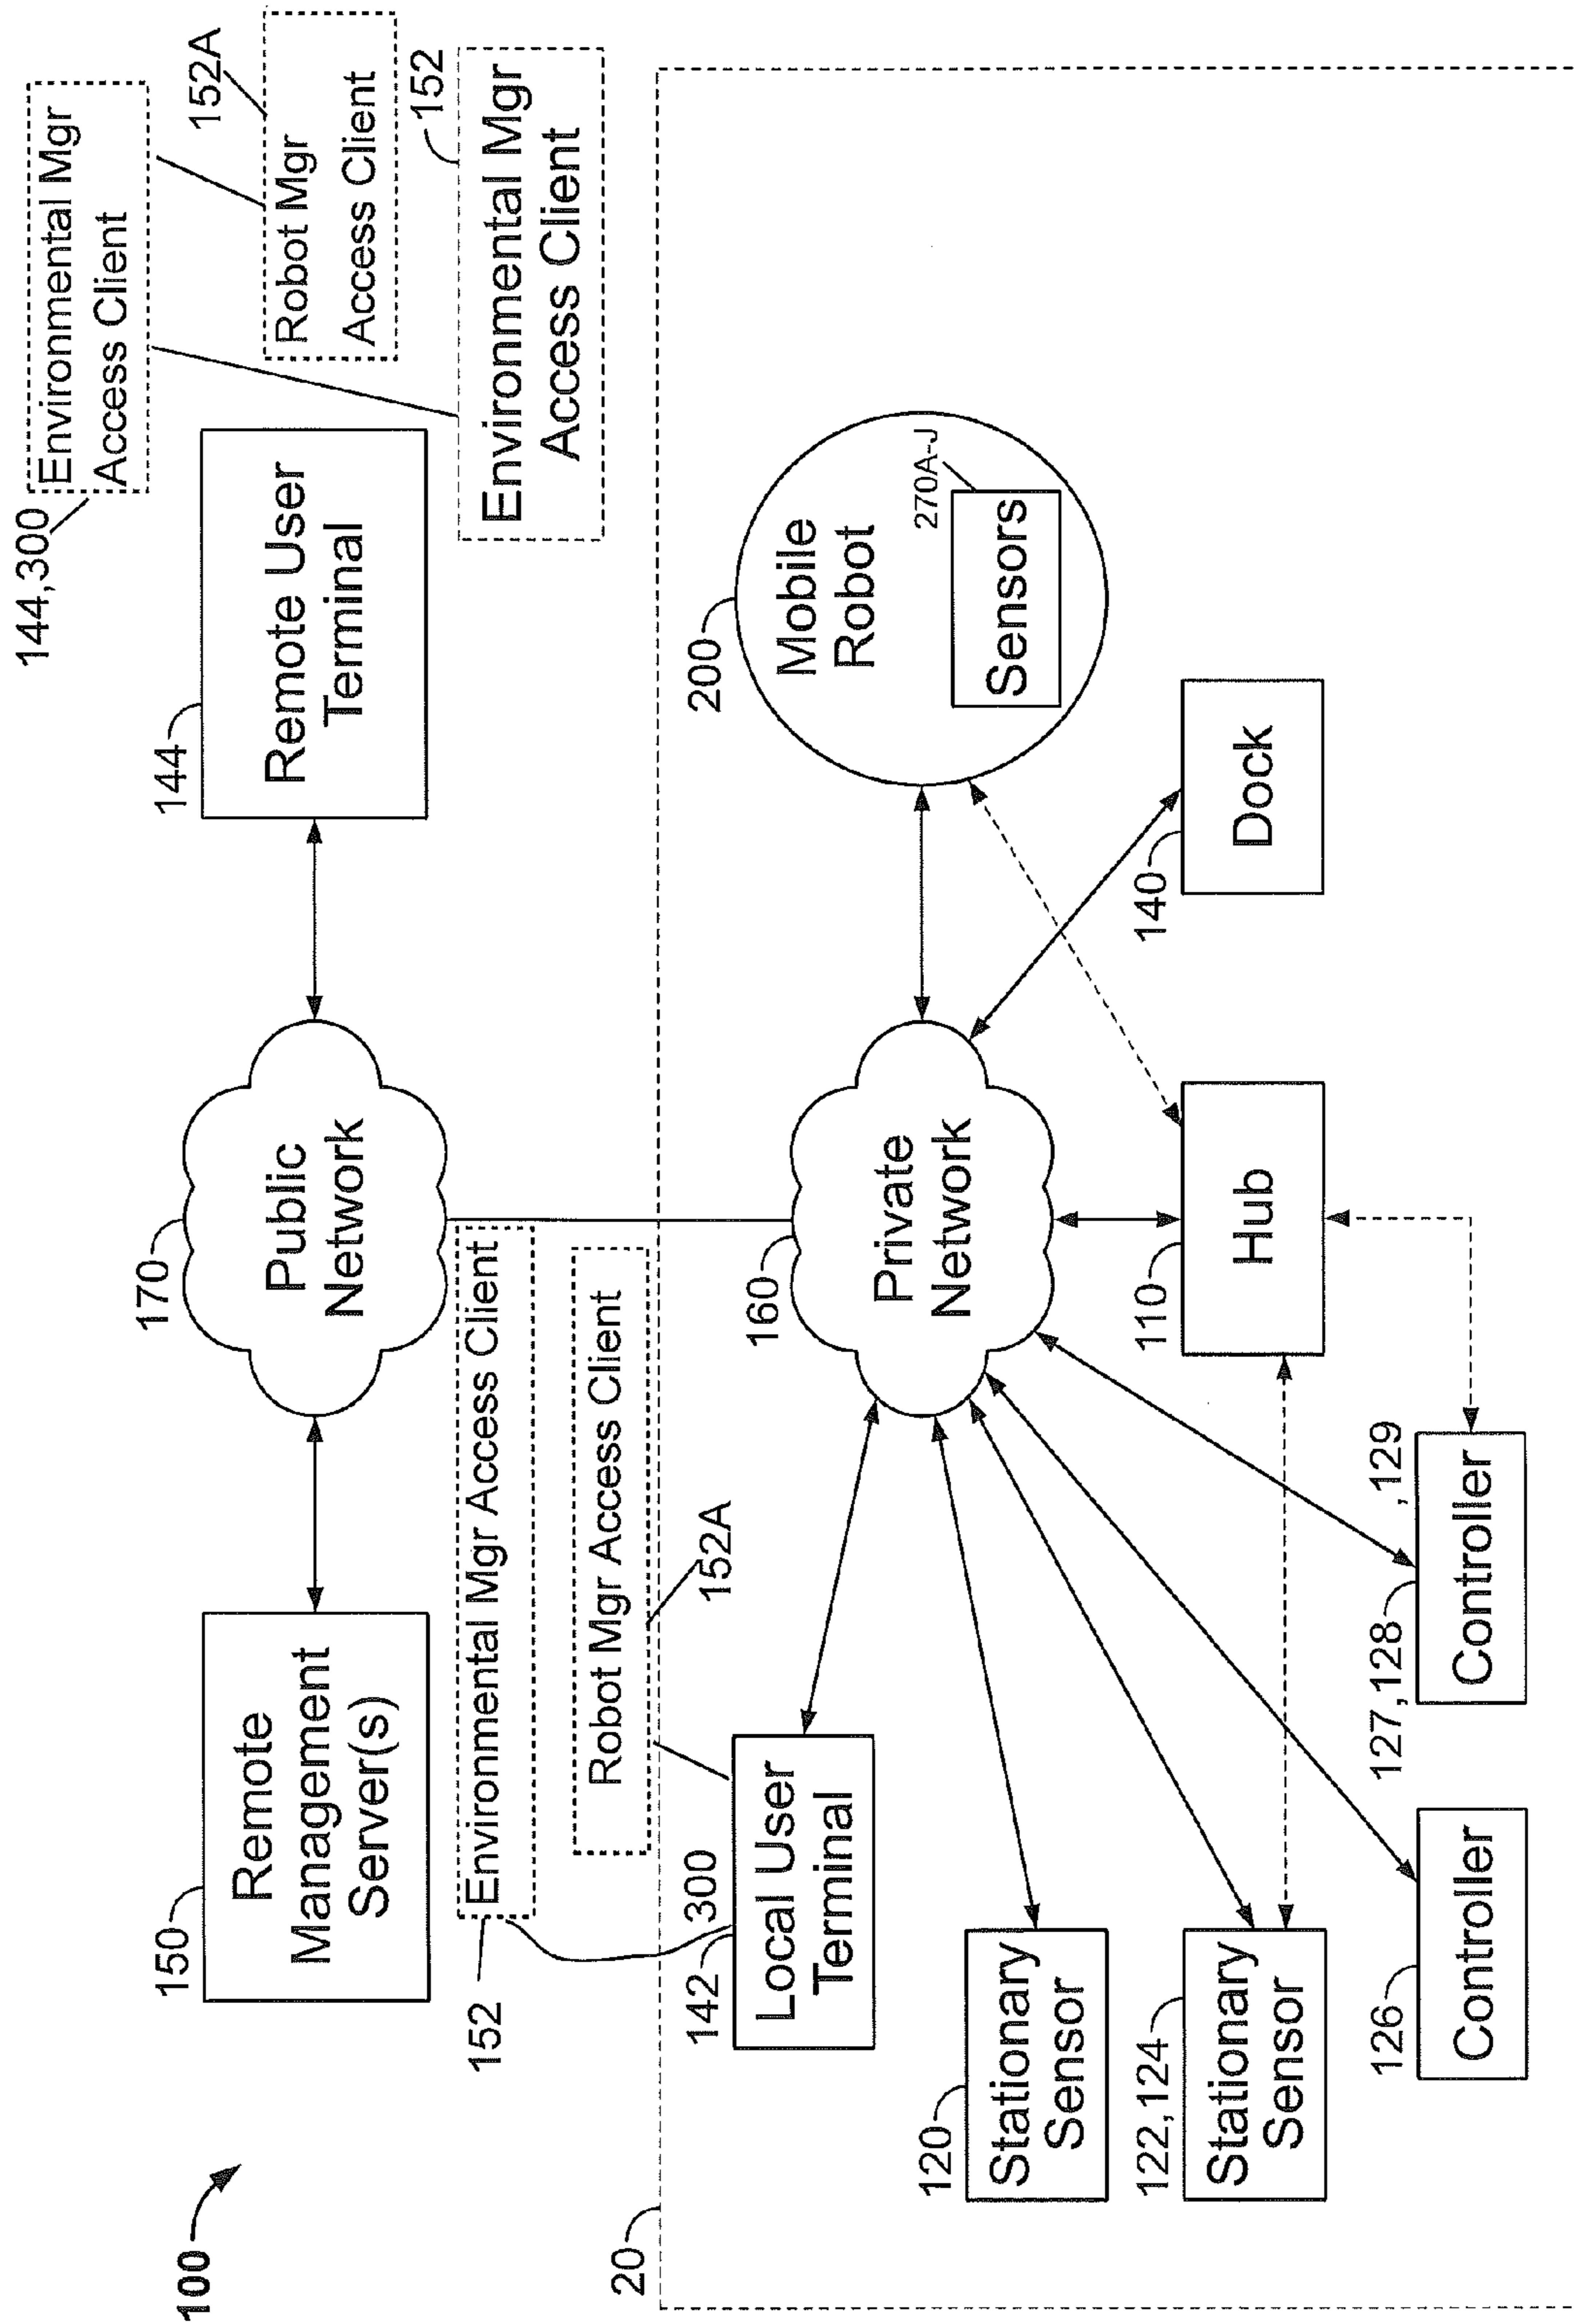 100
150
Remote
Management
Server(s)
170
Public
Network
144
Remote User
Terminal
144,300
Environmental Mgr
Access Client
152A
Robot Mgr
Access Client
152
Environmental Mgr
Access Client
152
Environmental Mgr Access Client
Robot Mgr Access Client
152A
20
142
300
Local User
Terminal
160
Private
Network
200
Mobile
Robot
270A-J
Sensors
120
Stationary
Sensor
122,124
Stationary
Sensor
110
Hub
140
Dock
126
Controller
127,128 ,129
Controller